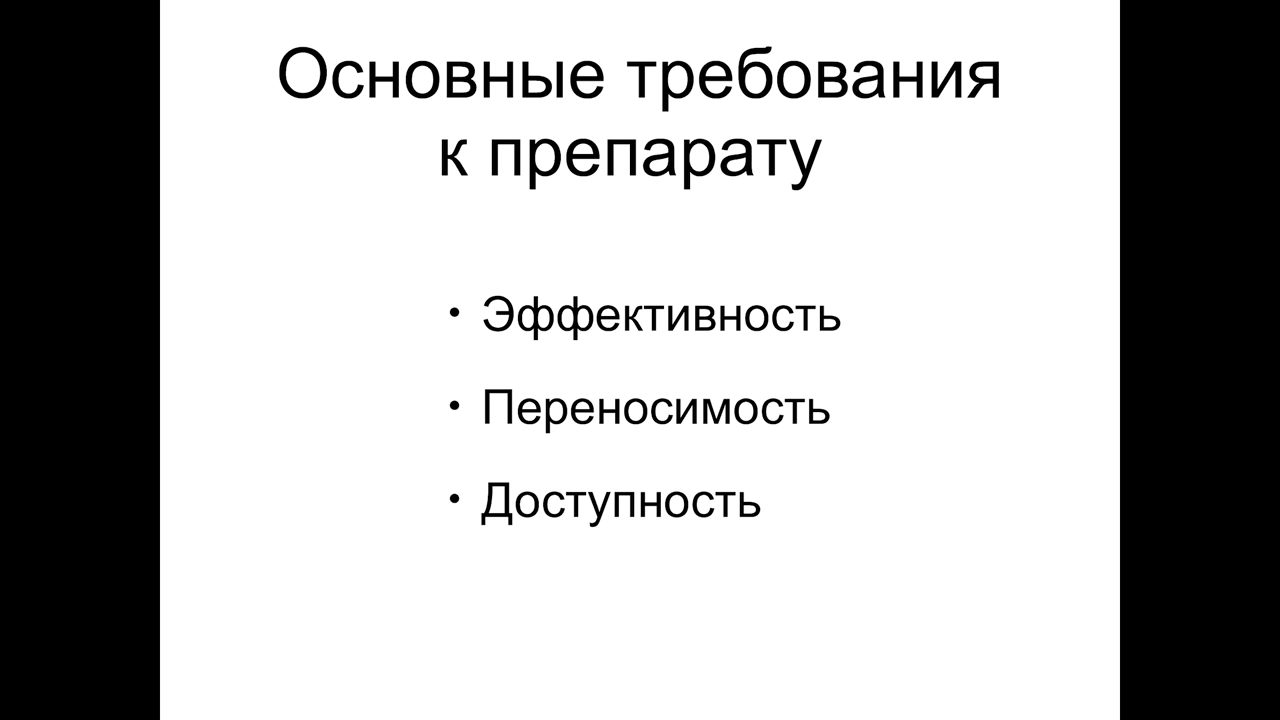 Основные требования
к препарату
• Эффективность
• Переносимость
• Доступность